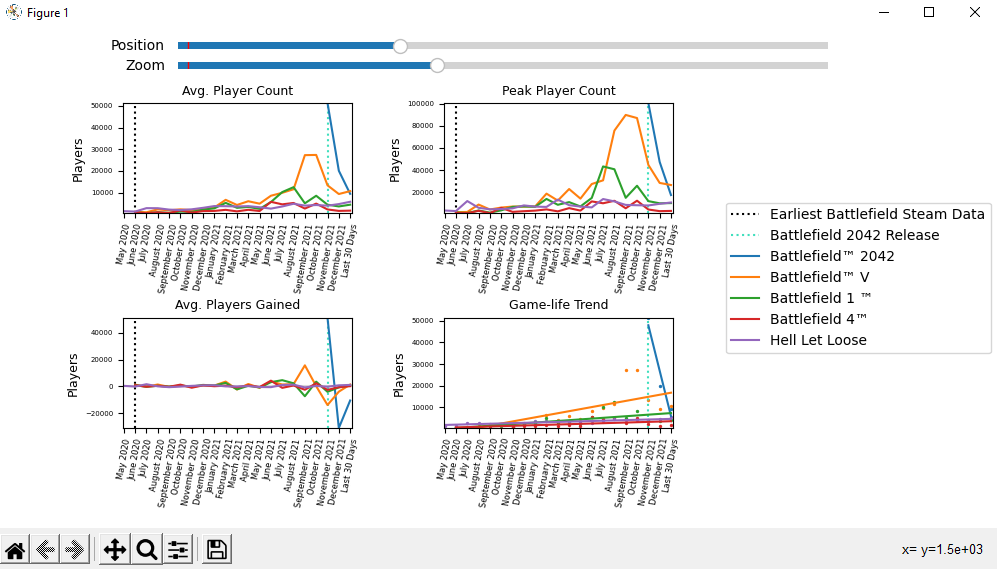 Figure 1
Position
Zoom
Avg. Player Count
Players
50000
40000
30000
20000
10000
May 2020
June 2020
July 2020
August 2020
September 2020
October 2020
November 2020
December 2020
January 2021
February 2021
March 2021
April 2021
May 2021
June 2021
July 2021
August 2021
September 2021
October 2021
November 2021
December 2021
Last 30 Days
Peak Player Count
Players
100000
80000
60000
40000
20000
May 2020
June 2020
July 2020
August 2020
September 2020
October 2020
November 2020
December 2020
January 2021
February 2021
March 2021
April 2021
May 2021
June 2021
July 2021
August 2021
September 2021
October 2021
November 2021
December 2021
Last 30 Days
Avg. Players Gained
Players
40000
20000
0
−20000
May 2020
June 2020
July 2020
August 2020
September 2020
October 2020
November 2020
December 2020
January 2021
February 2021
March 2021
April 2021
May 2021
June 2021
July 2021
August 2021
September 2021
October 2021
November 2021
December 2021
Last 30 Days
Game-life Trend
Players
50000
40000
30000
20000
10000
May 2020
June 2020
July 2020
August 2020
September 2020
October 2020
November 2020
December 2020
January 2021
February 2021
March 2021
April 2021
May 2021
June 2021
July 2021
August 2021
September 2021
October 2021
November 2021
December 2021
Last 30 Days
Earliest Battlefield Steam Data
Battlefield 2042 Release
Battlefield™ 2042
Battlefield™ V
Battlefield 1 ™
Battlefield 4™
Hell Let Loose
x= y=1.5e+03